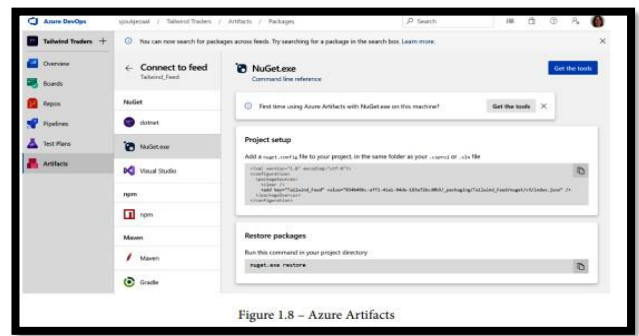 Azure DevOps
/ Tailwind Traders / Artifacts / Packages
Search
Tailwind Traders
You can now search for packages across feeds. Try searching for a package in the search box. Learn more.
Overview
Boards
Repos
Pipelines
Test Plans
Artifacts
Connect to feed
Tailwind_Feed
NuGet
dotnet
NuGet.exe
Visual Studio
npm
npm
Maven
Maven
Gradle
NuGet.exe
Command line reference
Get the tools
First time using Azure Artifacts with NuGet.exe on this machine?
Get the tools
Project setup
Add a nuget.config file to your project, in the same folder as your .csproj or .sln file
<?xml version="1.0" encoding="utf-8"?>
<configuration>
<packageSources>
<clear />
<add key="Tailwind_Feed" 
</packageSources>
</configuration>
Restore packages
Run this command in your project directory
nuget.exe restore
Figure 1.8 – Azure Artifacts